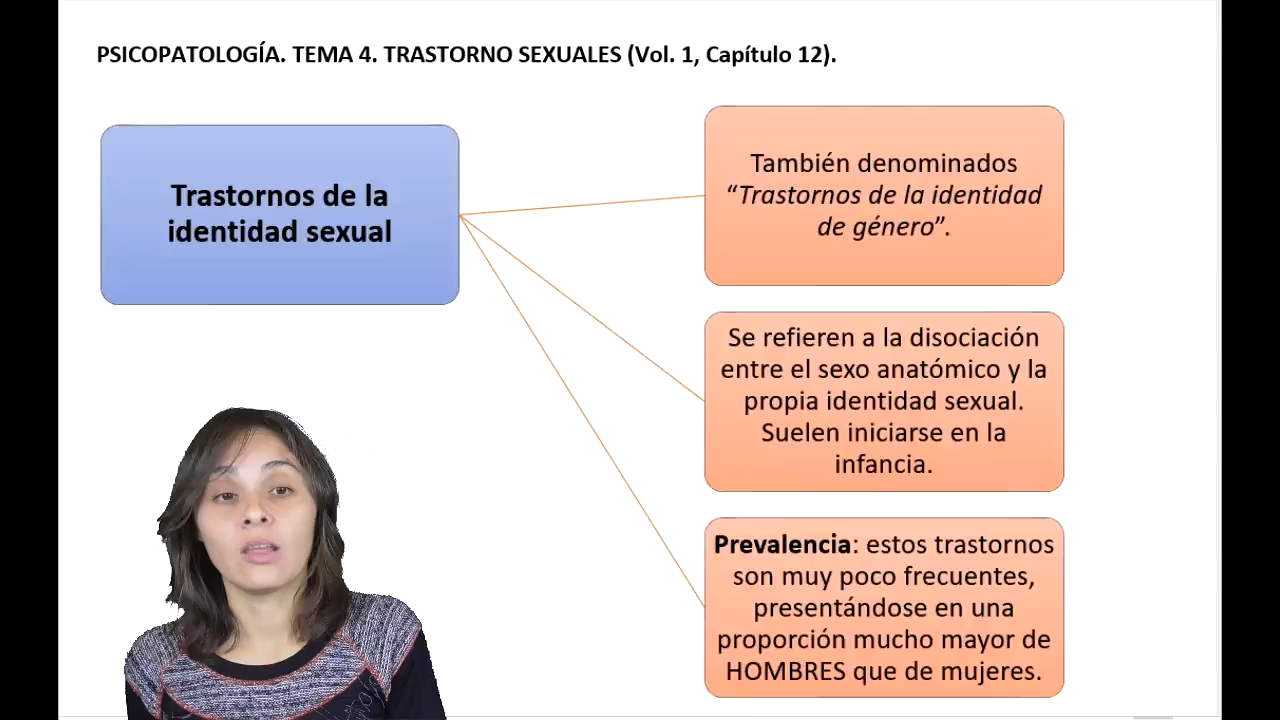 PSICOPATOLOGÍA. TEMA 4. TRASTORNO SEXUALES (Vol. 1, Capítulo 12).
Trastornos de la
identidad sexual
También denominados
“Trastornos de la identidad
de género”.
Se refieren a la disociación
entre el sexo anatómico y la
propia identidad sexual.
Suelen iniciarse en la
infancia.
Prevalencia: estos trastornos
son muy poco frecuentes,
presentándose en una
proporción mucho mayor de
HOMBRES que de mujeres.